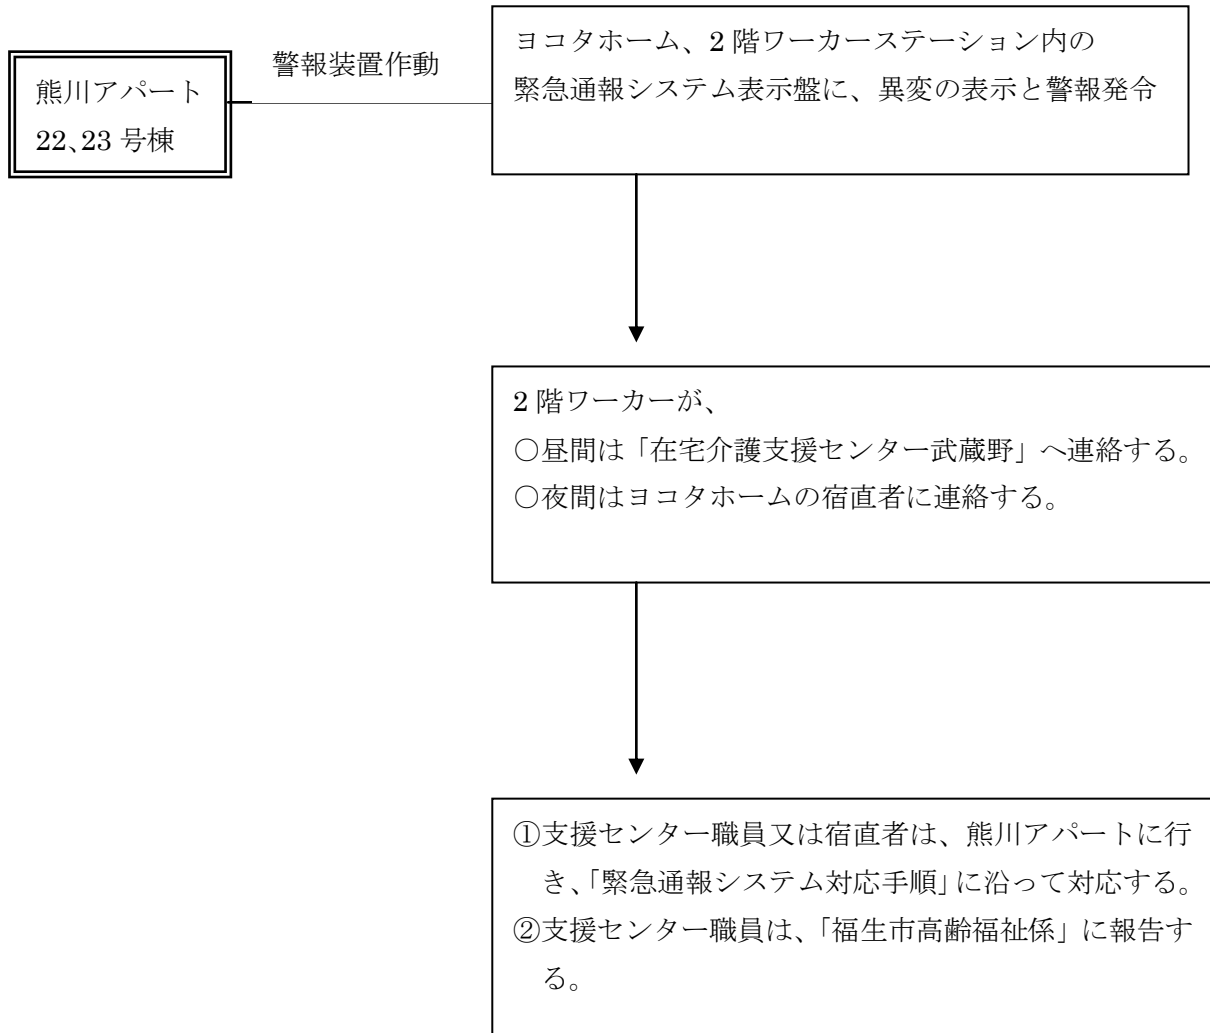 熊川アパート
22、23 号棟
警報装置作動
ヨコタホーム、2 階ワーカーステーション内の
緊急通報システム表示盤に、異変の表示と警報発令
2 階ワーカーが、
○昼間は「在宅介護支援センター武蔵野」へ連絡する。
○夜間はヨコタホームの宿直者に連絡する。
①支援センター職員又は宿直者は、熊川アパートに行
き、「緊急通報システム対応手順」に沿って対応する。
②支援センター職員は、「福生市高齢福祉係」に報告す
る。